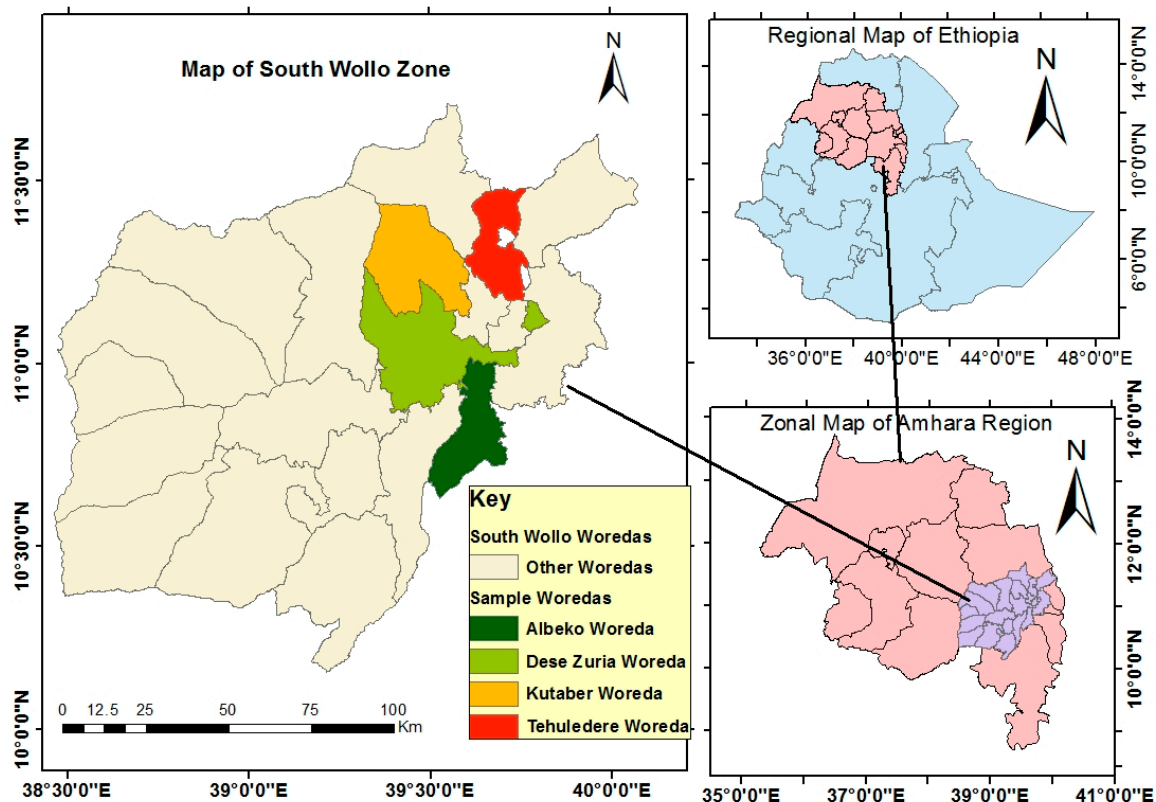 Map of South Wollo Zone
N
11°30'0"N
11°0'0"N
10°30'0"N
10°0'0"N
38°30'0"E
39°0'0"E
39°30'0"E
40°0'0"E
0 12.5 25 50 75 100
Km
Key
South Wollo Woredas
Other Woredas
Sample Woredas
Albeko Woreda
Dese Zuria Woreda
Kutaber Woreda
Tehuledere Woreda
Regional Map of Ethiopia
N
14°0'0"N
10°0'0"N
6°0'0"N
36°0'0"E
40°0'0"E
44°0'0"E
48°0'0"E
Zonal Map of Amhara Region
N
14°0'0"N
12°0'0"N
10°0'0"N
35°0'0"E
37°0'0"E
39°0'0"E
41°0'0"E